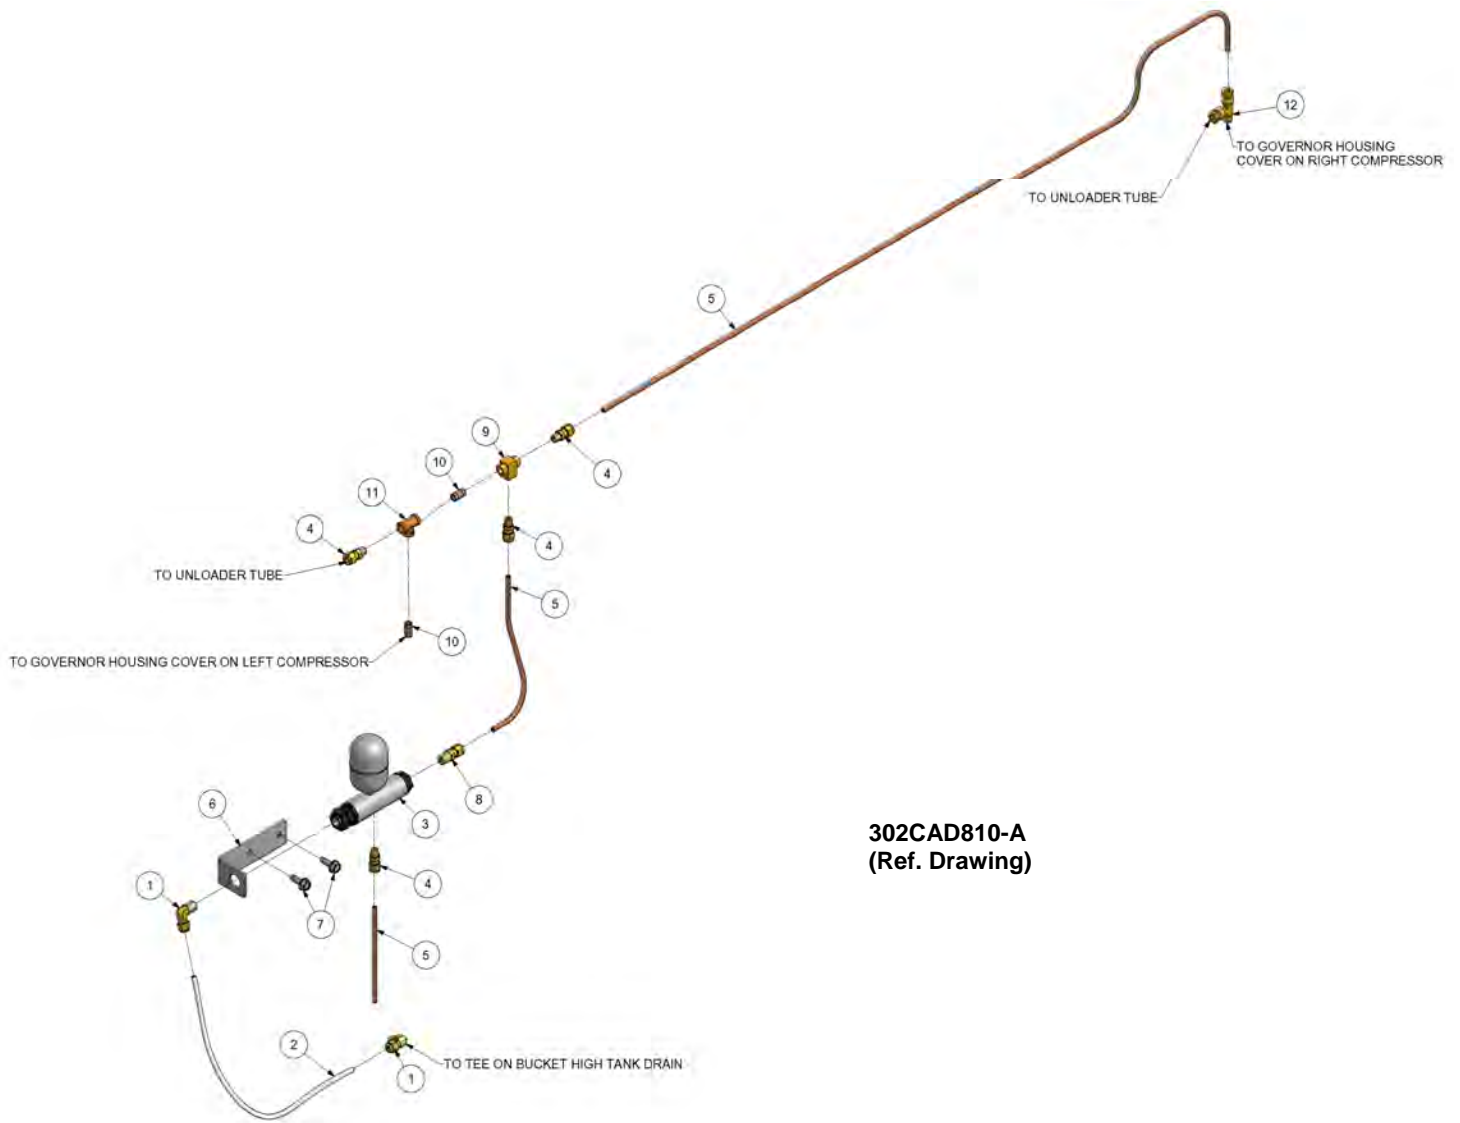 12
TO GOVERNOR HOUSING
COVER ON RIGHT COMPRESSOR
TO UNLOADER TUBE
5
9
4
10
11
4
4
TO UNLOADER TUBE
5
10
TO GOVERNOR HOUSING COVER ON LEFT COMPRESSOR
8
6
3
302CAD810-A
(Ref. Drawing)
1
4
7
5
2
TO TEE ON BUCKET HIGH TANK DRAIN
1